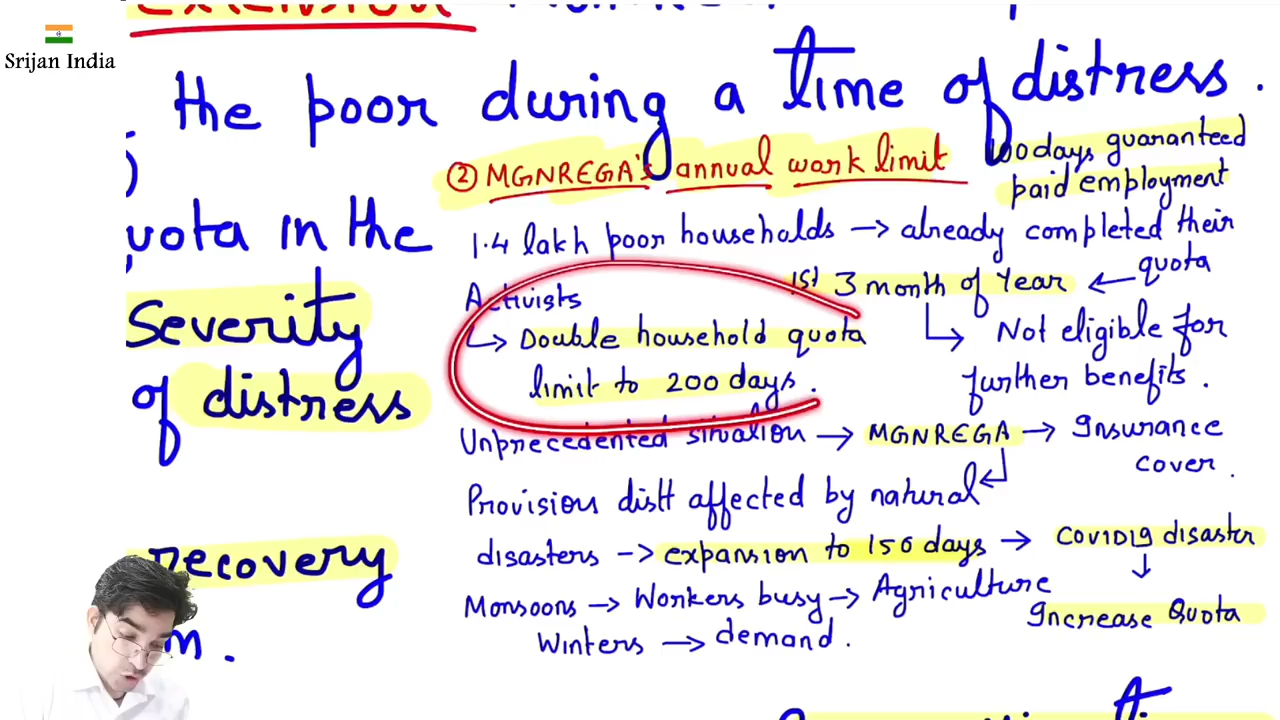 Srijan India
the poor during a time of distress.
② MGNREGA's annual work limit
100 days guaranteed
paid employment
1.4 lakh poor households → already completed their
quota
1st 3 month of Year ←
Activists
↳ Double household quota
limit to 200 days.
↳ Not eligible for
further benefits.
Unprecedented situation → MGNREGA → Insurance
cover.
Provision distt affected by natural
disasters -> expansion to 150 days → COVID19 disaster
↓
Increase Quota
Monsoons → Workers busy → Agriculture
Winters → demand.
in the
Severity
of distress
recovery